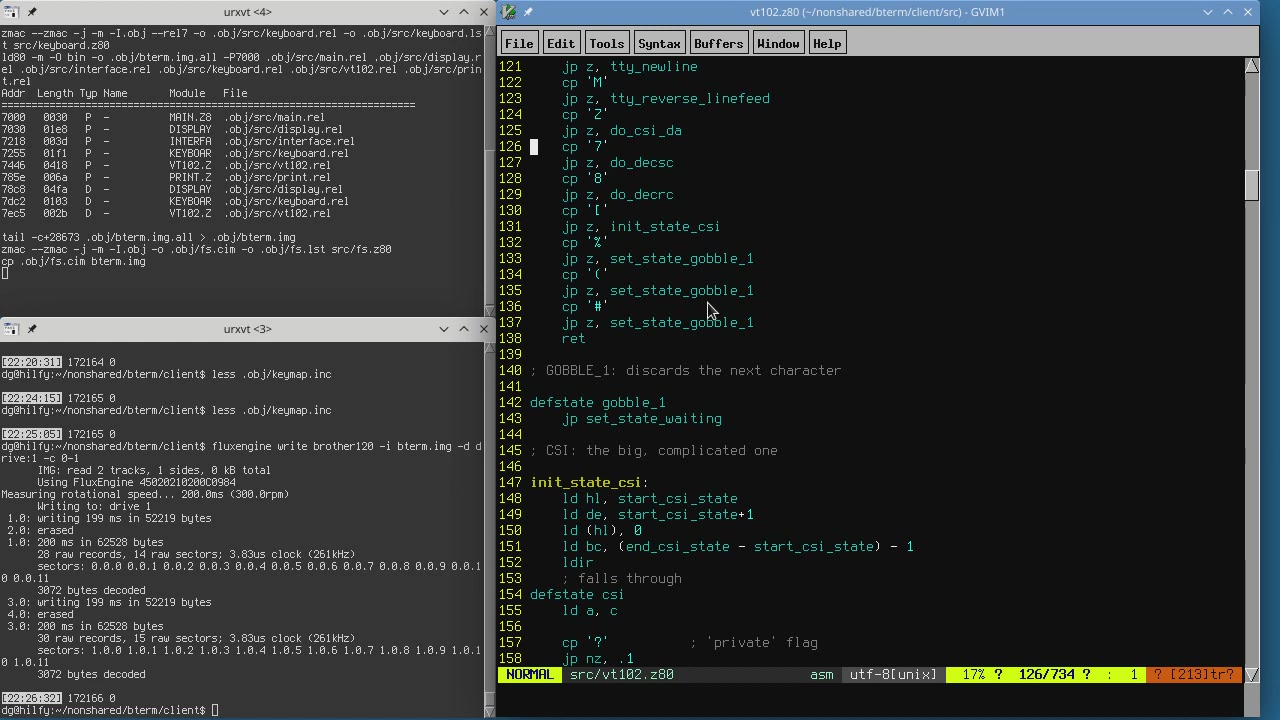 urxvt <4>
zmac --zmac -j -m -I.obj --rel7 -o .obj/src/keyboard.rel -o .obj/src/keyboard.ls
t src/keyboard.z80
ld80 -m -O bin -o .obj/bterm.img.all -P7000 .obj/src/main.rel .obj/src/display.r
el .obj/src/interface.rel .obj/src/keyboard.rel .obj/src/vt102.rel .obj/src/prin
t.rel
Addr Length Typ Name Module File
================================================================
7000 0030 P - MAIN.Z8 .obj/src/main.rel
7030 01e8 P - DISPLAY .obj/src/display.rel
7218 003d P - INTERFA .obj/src/interface.rel
7255 01f1 P - KEYBOAR .obj/src/keyboard.rel
7446 0418 P - VT102.Z .obj/src/vt102.rel
785e 006a P - PRINT.Z .obj/src/print.rel
78c8 04fa D - DISPLAY .obj/src/display.rel
7dc2 0103 D - KEYBOAR .obj/src/keyboard.rel
7ec5 002b D - VT102.Z .obj/src/vt102.rel
tail -c+28673 .obj/bterm.img.all > .obj/bterm.img
zmac --zmac -j -m -I.obj -o .obj/fs.cim -o .obj/fs.lst src/fs.z80
cp .obj/fs.cim bterm.img
urxvt <3>
[22:20:31] 172164 0
dg@hilfy:~/nonshared/bterm/client$ less .obj/keymap.inc
[22:24:15] 172165 0
dg@hilfy:~/nonshared/bterm/client$ less .obj/keymap.inc
[22:25:05] 172165 0
dg@hilfy:~/nonshared/bterm/client$ fluxengine write brother120 -i bterm.img -d d
rive:1 -c 0-1
IMG: read 2 tracks, 1 sides, 0 kB total
Using FluxEngine 4502021020C0984
Measuring rotational speed... 200.0ms (300.0rpm)
Writing to: drive 1
1.0: writing 199 ms in 52219 bytes
2.0: erased
1.0: 200 ms in 62528 bytes
28 raw records, 14 raw sectors; 3.83us clock (261kHz)
sectors: 0.0.0 0.0.1 0.0.2 0.0.3 0.0.4 0.0.5 0.0.6 0.0.7 0.0.8 0.0.9 0.0.1
0 0.0.11
3072 bytes decoded
3.0: writing 199 ms in 52219 bytes
4.0: erased
3.0: 200 ms in 62528 bytes
30 raw records, 15 raw sectors; 3.83us clock (261kHz)
sectors: 1.0.0 1.0.1 1.0.2 1.0.3 1.0.4 1.0.5 1.0.6 1.0.7 1.0.8 1.0.9 1.0.1
0 1.0.11
3072 bytes decoded
[22:26:32] 172166 0
dg@hilfy:~/nonshared/bterm/client$
vt102.z80 (~/nonshared/bterm/client/src) - GVIM1
File Edit Tools Syntax Buffers Window Help
121 jp z, tty_newline
122 cp 'M'
123 jp z, tty_reverse_linefeed
124 cp 'Z'
125 jp z, do_csi_da
126 cp '7'
127 jp z, do_decsc
128 cp '8'
129 jp z, do_decrc
130 cp '['
131 jp z, init_state_csi
132 cp '%'
133 jp z, set_state_gobble_1
134 cp '('
135 jp z, set_state_gobble_1
136 cp '#'
137 jp z, set_state_gobble_1
138 ret
139
140 ; GOBBLE_1: discards the next character
141
142 defstate gobble_1
143 jp set_state_waiting
144
145 ; CSI: the big, complicated one
146
147 init_state_csi:
148 ld hl, start_csi_state
149 ld de, start_csi_state+1
150 ld (hl), 0
151 ld bc, (end_csi_state - start_csi_state) - 1
152 ldir
153 ; falls through
154 defstate csi
155 ld a, c
156
157 cp '?' ; 'private' flag
158 jp nz, .1
NORMAL src/vt102.z80 asm utf-8[unix] 17% ? 126/734 ? : 1 ? [213]tr?